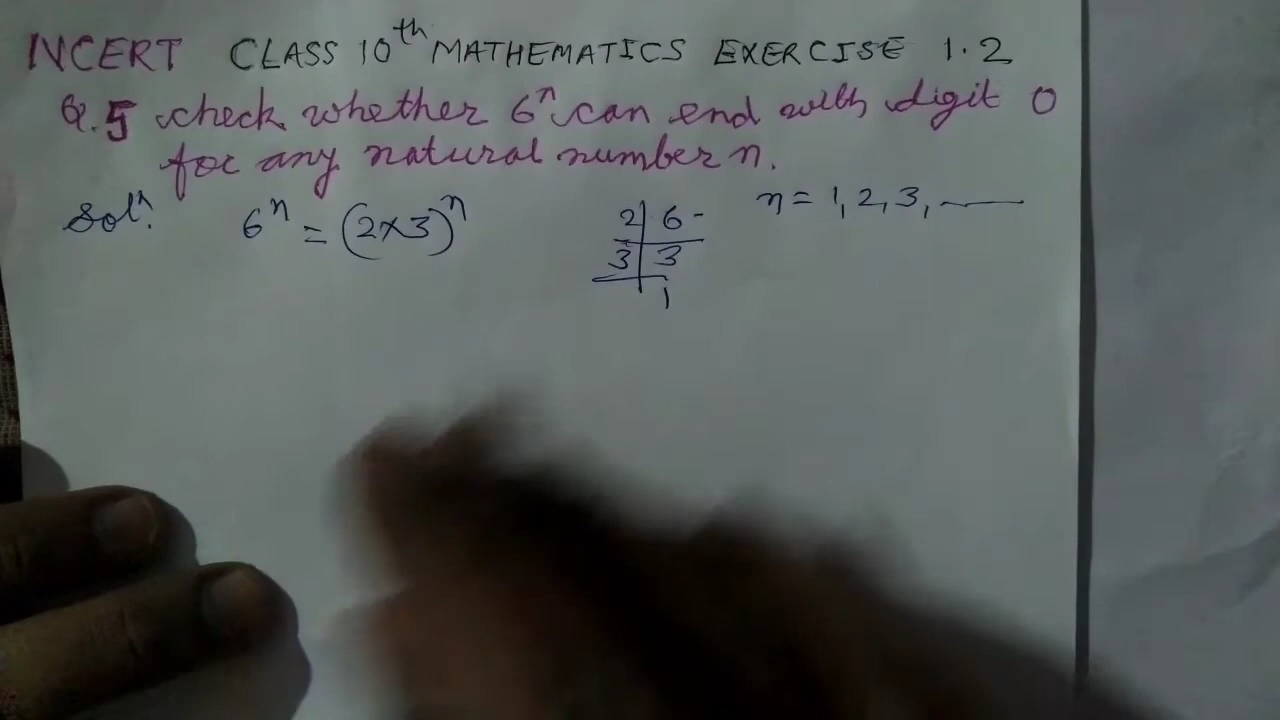 NCERT CLASS 10th MATHEMATICS EXERCISE 1.2
Q.5 check whether 6ⁿ can end with digit 0
for any natural number n.
Solⁿ. 6ⁿ = (2×3)ⁿ
2 | 6 -
3 | 3
1
n = 1, 2, 3, ——